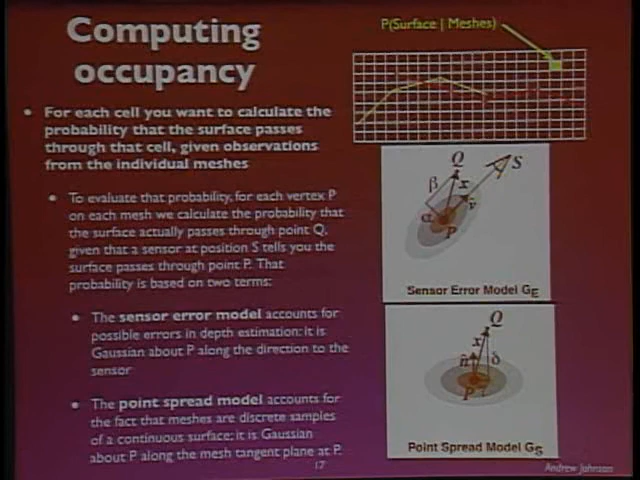 Computing
occupancy
P(Surface | Meshes)
• For each cell you want to calculate the
probability that the surface passes
through that cell, given observations
from the individual meshes
• To evaluate that probability, for each vertex P
on each mesh we calculate the probability that
the surface actually passes through point Q,
given that a sensor at position S tells you the
surface passes through point P. That
probability is based on two terms:
• The sensor error model accounts for
possible errors in depth estimation: it is
Gaussian about P along the direction to the
sensor
• The point spread model accounts for
the fact that meshes are discrete samples
of a continuous surface: it is Gaussian
about P along the mesh tangent plane at P.
Q
S
β
x
v̂
α
P
Sensor Error Model GE
Q
x
n̂
δ
P
Point Spread Model GS
17
Andrew Johnson